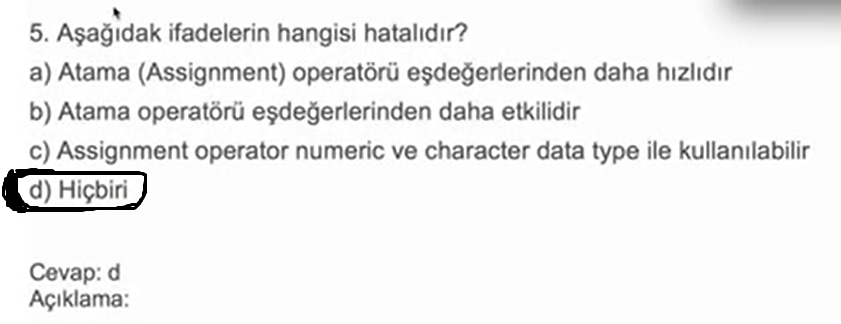 5. Aşağıdak ifadelerin hangisi hatalıdır?
a) Atama (Assignment) operatörü eşdeğerlerinden daha hızlıdır
b) Atama operatörü eşdeğerlerinden daha etkilidir
c) Assignment operator numeric ve character data type ile kullanılabilir
d) Hiçbiri
Cevap: d
Açıklama: